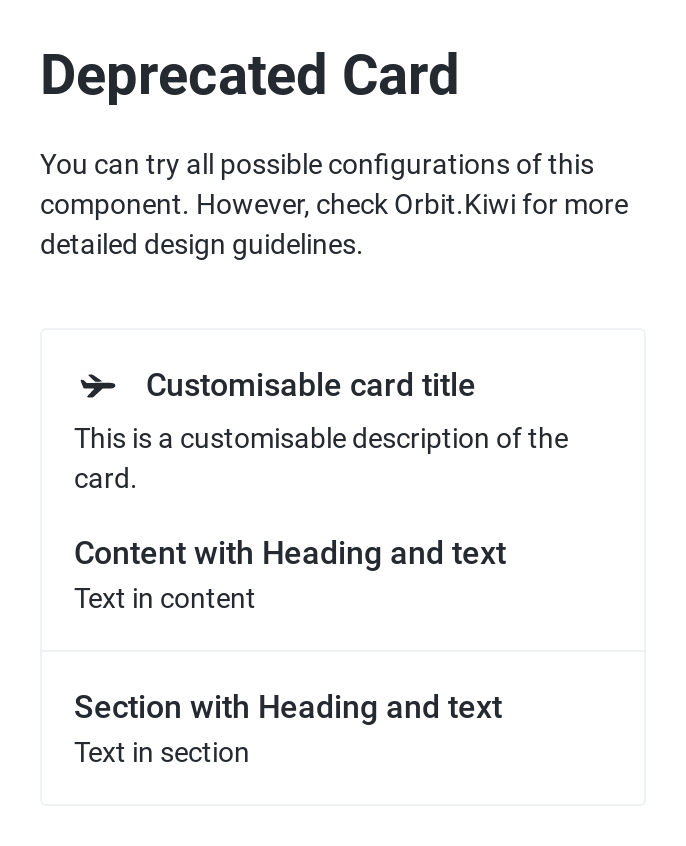 Deprecated Card
You can try all possible configurations of this
component. However, check Orbit.Kiwi for more
detailed design guidelines.
Customisable card title
This is a customisable description of the
card.
Content with Heading and text
Text in content
Section with Heading and text
Text in section